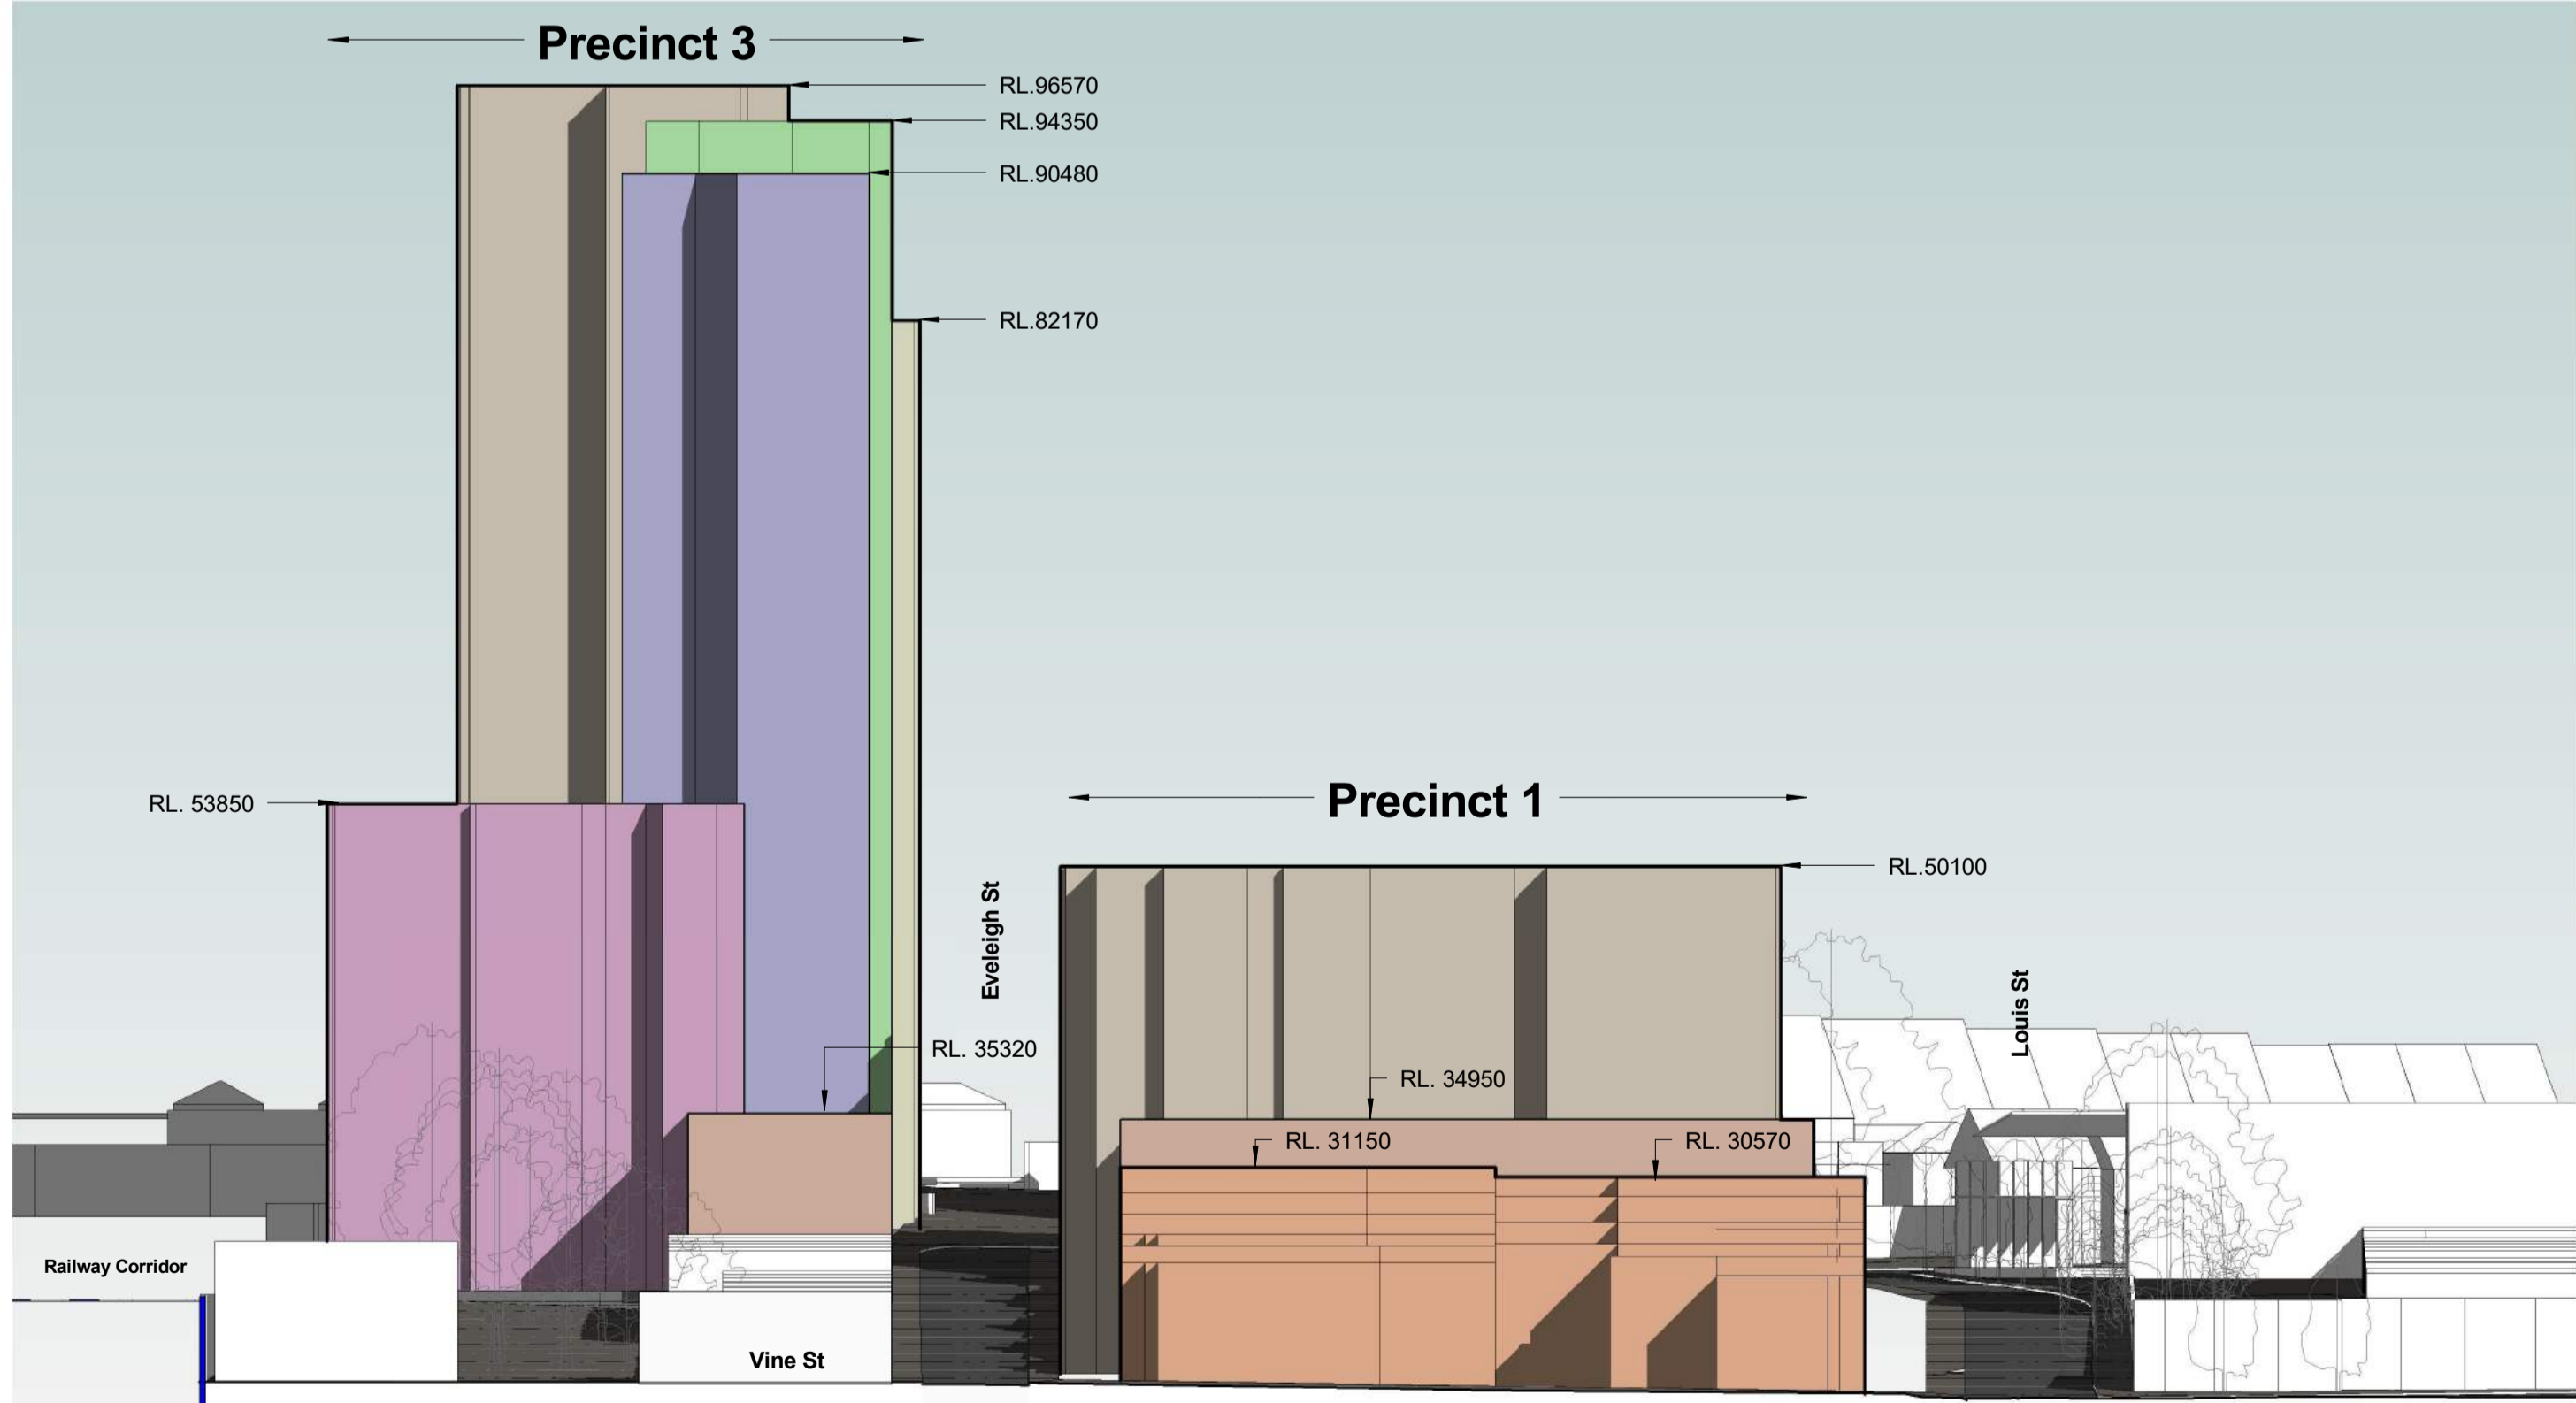 Precinct 3
RL.96570
RL.94350
RL.90480
RL.82170
RL. 53850
Precinct 1
RL.50100
Eveleigh St
Louis St
RL. 35320
RL. 34950
RL. 31150
RL. 30570
Railway Corridor
Vine St